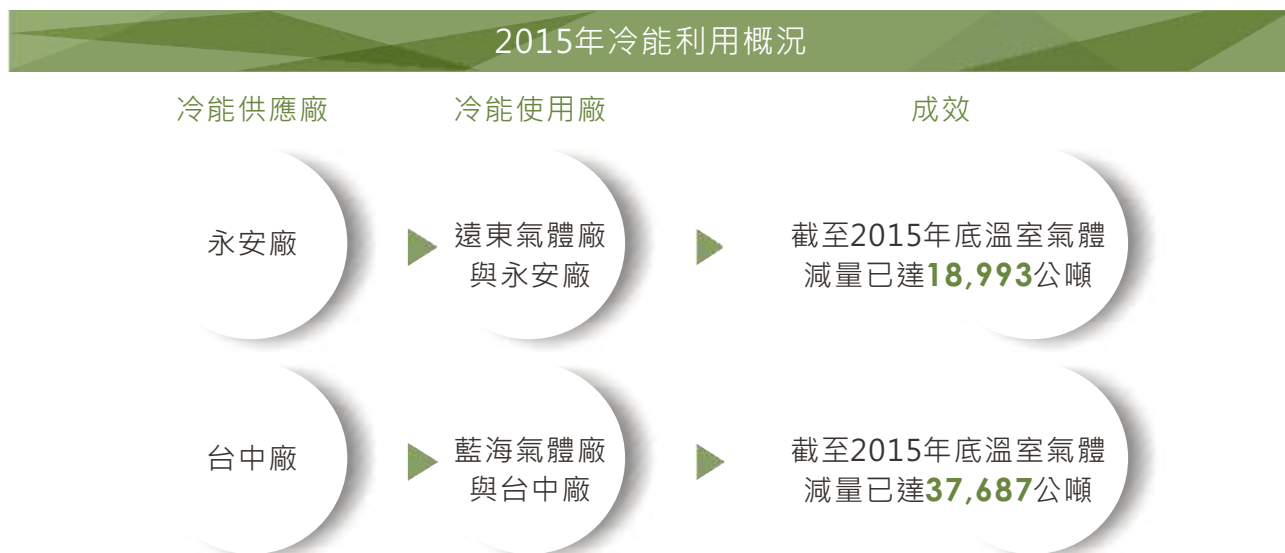 2015年冷能利用概況
冷能供應廠
冷能使用廠
成效
永安廠
遠東氣體廠
與永安廠
截至2015年底溫室氣體
減量已達18,993公噸
台中廠
藍海氣體廠
與台中廠
截至2015年底溫室氣體
減量已達37,687公噸